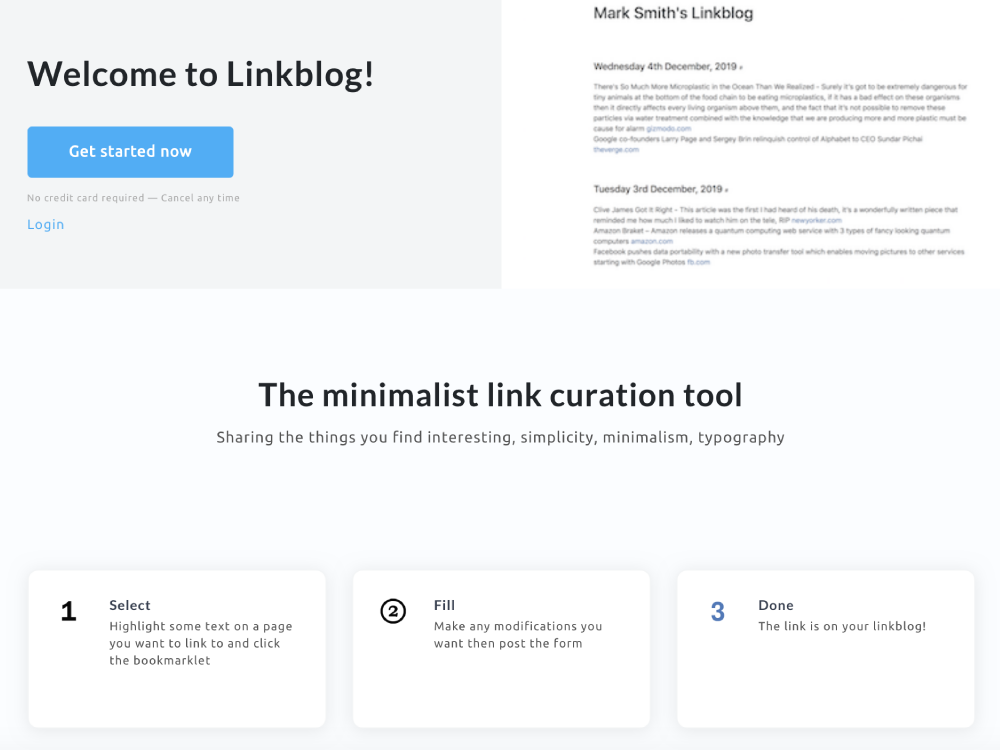 Welcome to Linkblog!
Get started now
No credit card required — Cancel any time
Login
Mark Smith's Linkblog
Wednesday 4th December, 2019 #
There's So Much More Microplastic in the Ocean Than We Realized - Surely it's got to be extremely dangerous for
tiny animals at the bottom of the food chain to be eating microplastics, if it has a bad effect on these organisms
then it directly affects every living organism above them, and the fact that it's not possible to remove these
particles via water treatment combined with the knowledge that we are producing more and more plastic must be
cause for alarm gizmodo.com
Google co-founders Larry Page and Sergey Brin relinquish control of Alphabet to CEO Sundar Pichai
theverge.com
Tuesday 3rd December, 2019 #
Clive James Got It Right - This article was the first I had heard of his death, it's a wonderfully written piece that
reminded me how much I liked to watch him on the tele, RIP newyorker.com
Amazon Braket – Amazon releases a quantum computing web service with 3 types of fancy looking quantum
computers amazon.com
Facebook pushes data portability with a new photo transfer tool which enables moving pictures to other services
starting with Google Photos fb.com
The minimalist link curation tool
Sharing the things you find interesting, simplicity, minimalism, typography
1
Select
Highlight some text on a page
you want to link to and click
the bookmarklet
2
Fill
Make any modifications you
want then post the form
3
Done
The link is on your linkblog!